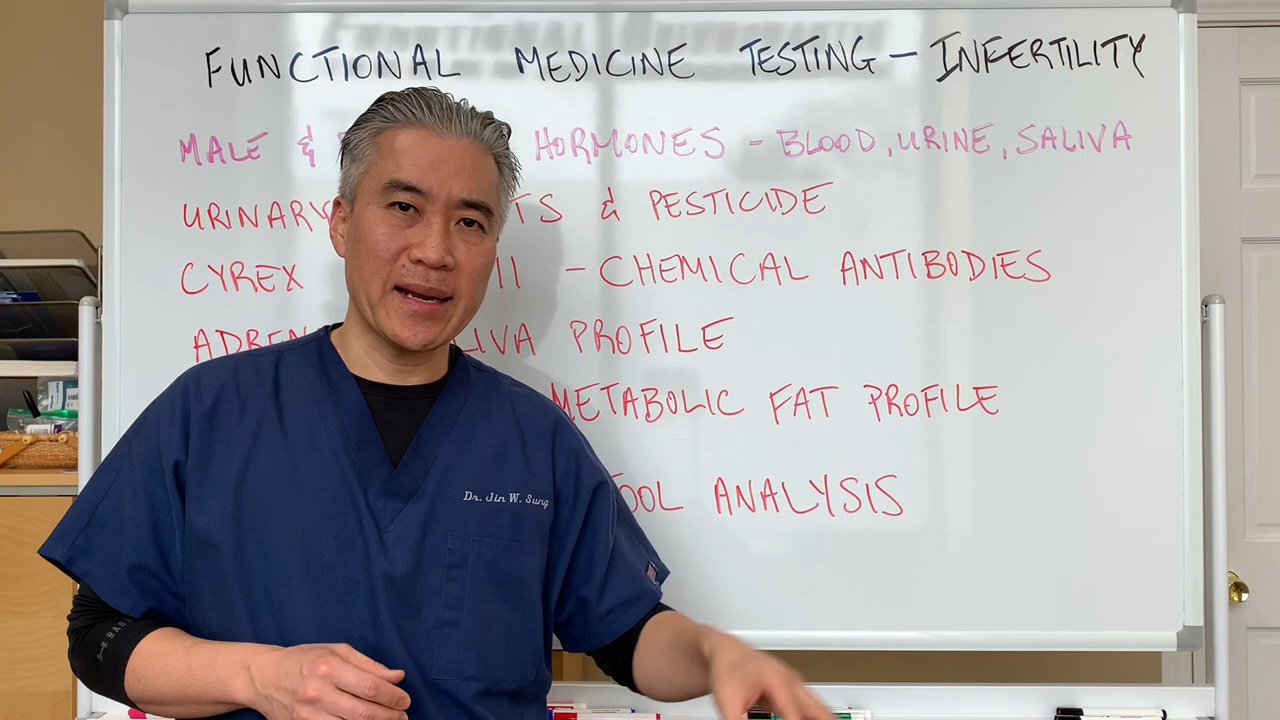 FUNCTIONAL MEDICINE TESTING - INFERTILITY
MALE & HORMONES - BLOOD, URINE, SALIVA
URINARY & PESTICIDE
CYREX 11 - CHEMICAL ANTIBODIES
PROFILE
METABOLIC FAT PROFILE
ANALYSIS
Dr. Jin W. Sung